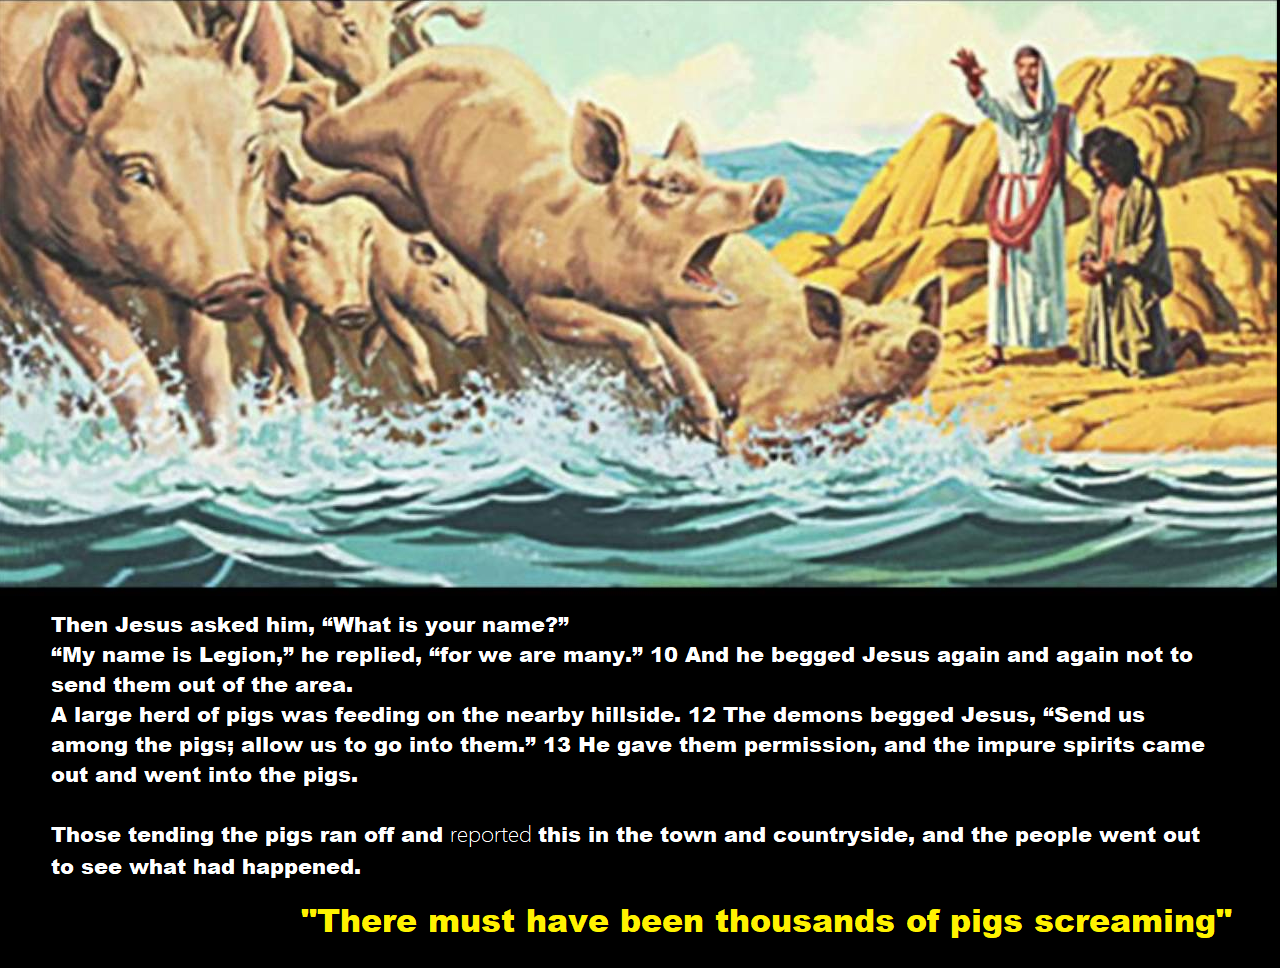 Then Jesus asked him, “What is your name?”
“My name is Legion,” he replied, “for we are many.” 10 And he begged Jesus again and again not to
send them out of the area.
A large herd of pigs was feeding on the nearby hillside. 12 The demons begged Jesus, “Send us
among the pigs; allow us to go into them.” 13 He gave them permission, and the impure spirits came
out and went into the pigs.
Those tending the pigs ran off and reported this in the town and countryside, and the people went out
to see what had happened.
"There must have been thousands of pigs screaming"